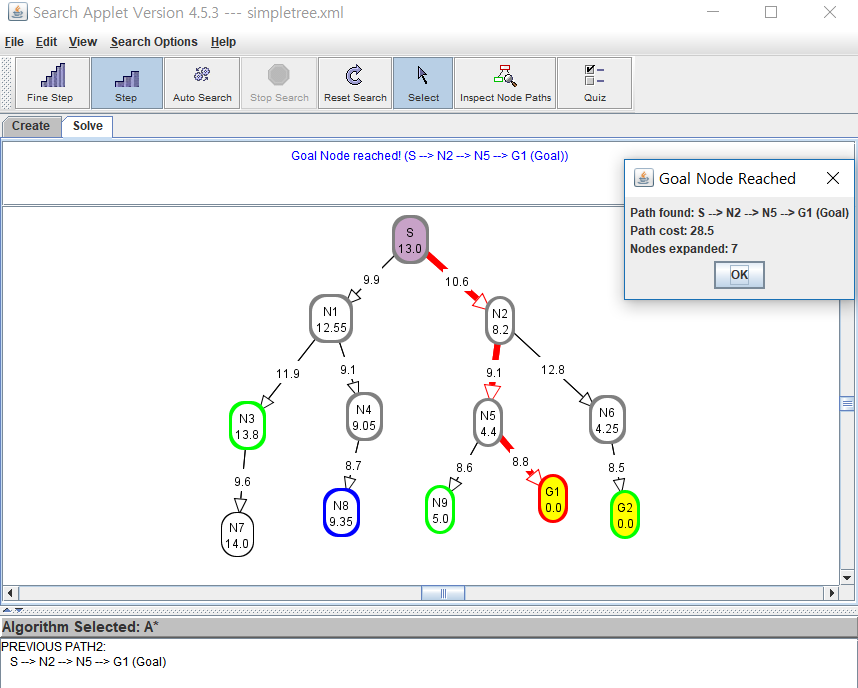 Search Applet Version 4.5.3 --- simpletree.xml
File Edit View Search Options Help
Fine Step
Step
Auto Search
Stop Search
Reset Search
Select
Inspect Node Paths
Quiz
Create
Solve
Goal Node reached! (S --> N2 --> N5 --> G1 (Goal))
Goal Node Reached
Path found: S --> N2 --> N5 --> G1 (Goal)
Path cost: 28.5
Nodes expanded: 7
OK
S
13.0
9.9
10.6
N1
12.55
N2
8.2
11.9
9.1
9.1
12.8
N3
13.8
N4
9.05
N5
4.4
N6
4.25
9.6
8.7
8.6
8.8
8.5
N7
14.0
N8
9.35
N9
5.0
G1
0.0
G2
0.0
Algorithm Selected: A*
PREVIOUS PATH2:
S --> N2 --> N5 --> G1 (Goal)